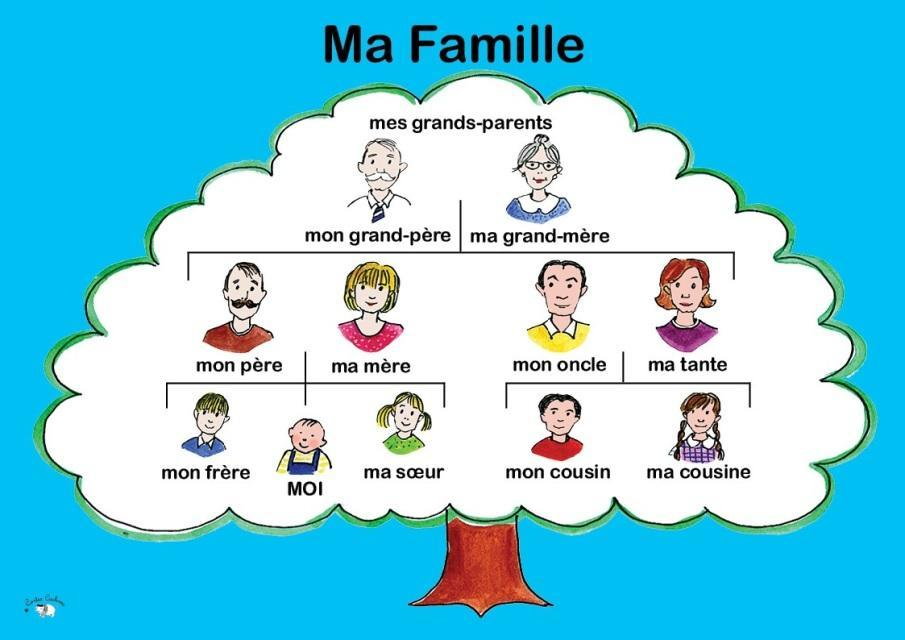 Ma Famille
mes grands-parents
mon grand-père
ma grand-mère
mon père
ma mère
mon oncle
ma tante
mon frère
MOI
ma sœur
mon cousin
ma cousine